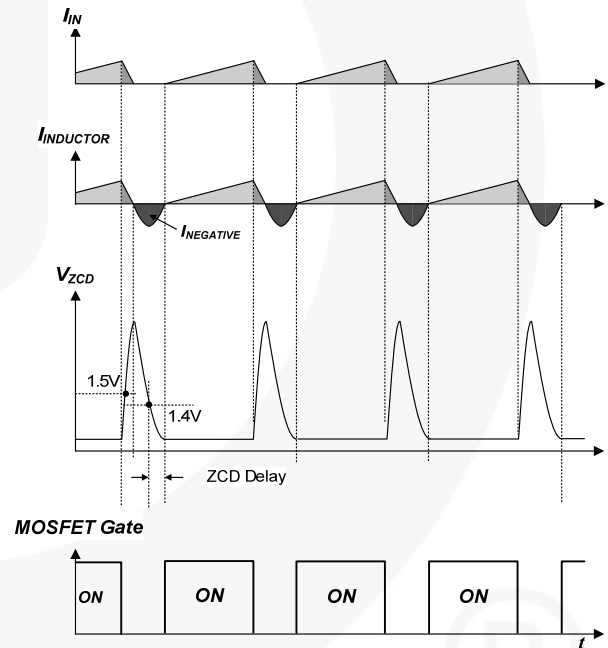 I_IN
I_INDUCTOR
I_NEGATIVE
V_ZCD
1.5V
1.4V
ZCD Delay
MOSFET Gate
ON
ON
ON
ON
t